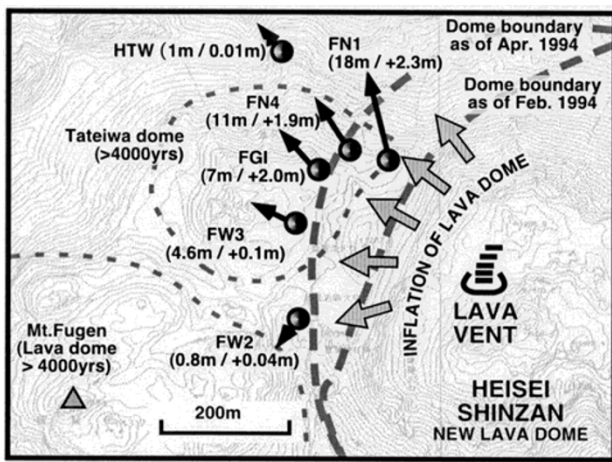 HTW (1m / 0.01m)
FN1
(18m / +2.3m)
Dome boundary
as of Apr. 1994
Dome boundary
as of Feb. 1994
FN4
(11m / +1.9m)
Tateiwa dome
(>4000yrs)
FGI
(7m / +2.0m)
FW3
(4.6m / +0.1m)
INFLATION OF LAVA DOME
LAVA
VENT
Mt.Fugen
(Lava dome
> 4000yrs)
FW2
(0.8m / +0.04m)
200m
HEISEI
SHINZAN
NEW LAVA DOME